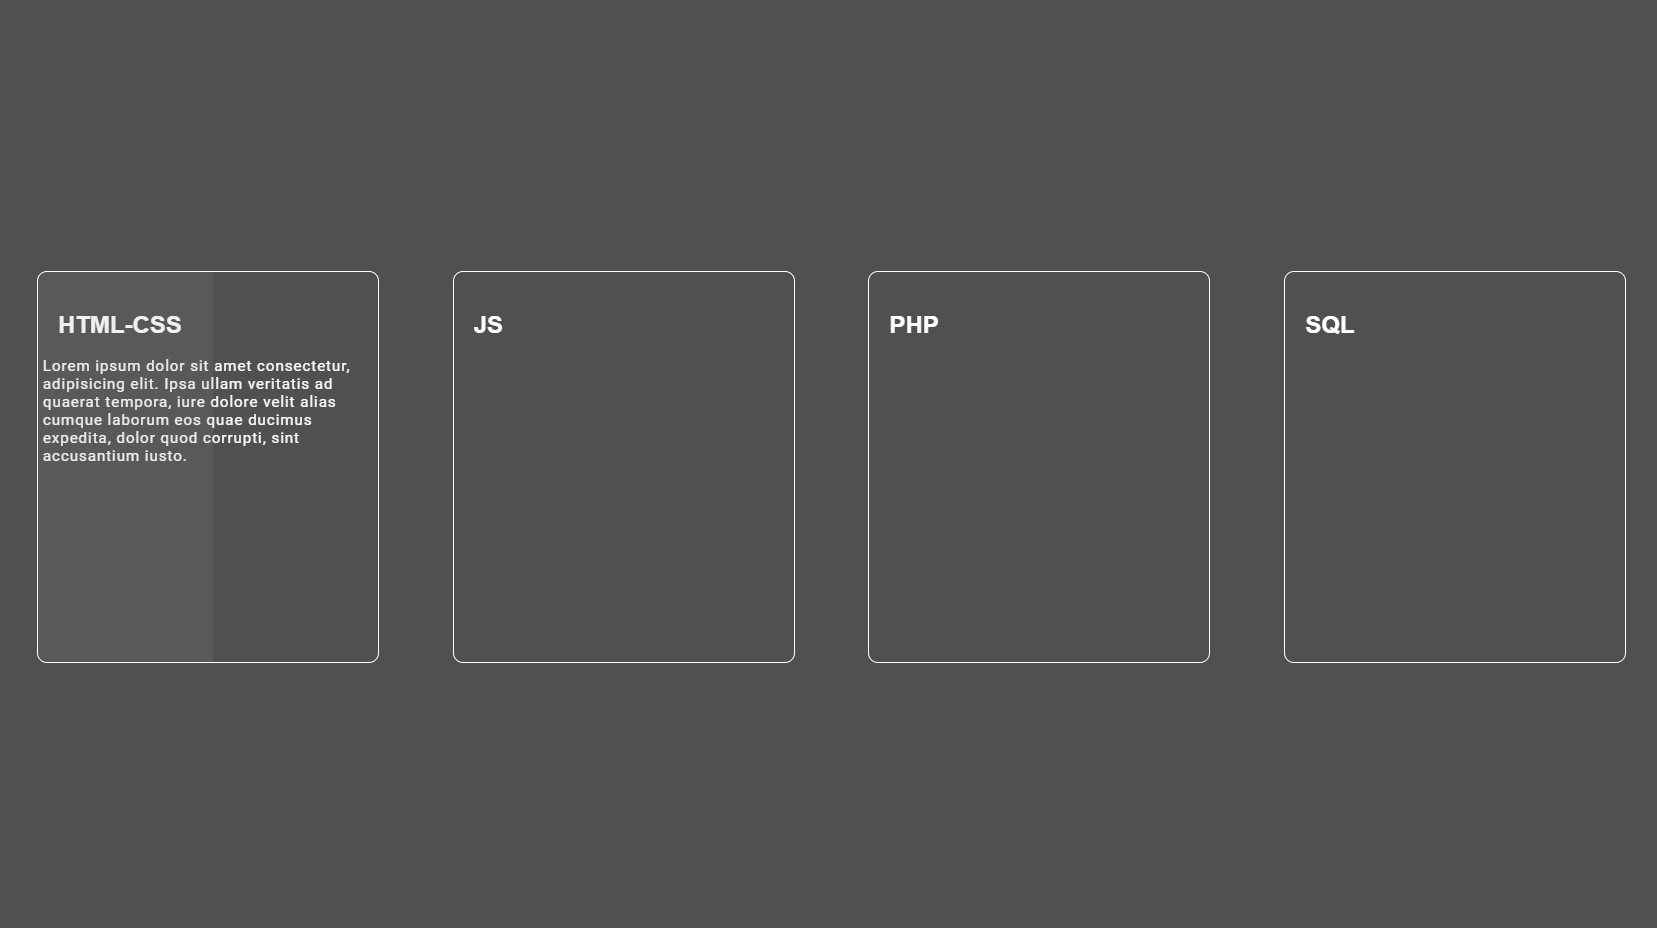 HTML-CSS
Lorem ipsum dolor sit amet consectetur,
adipisicing elit. Ipsa ullam veritatis ad
quaerat tempora, iure dolore velit alias
cumque laborum eos quae ducimus
expedita, dolor quod corrupti, sint
accusantium iusto.
JS
PHP
SQL